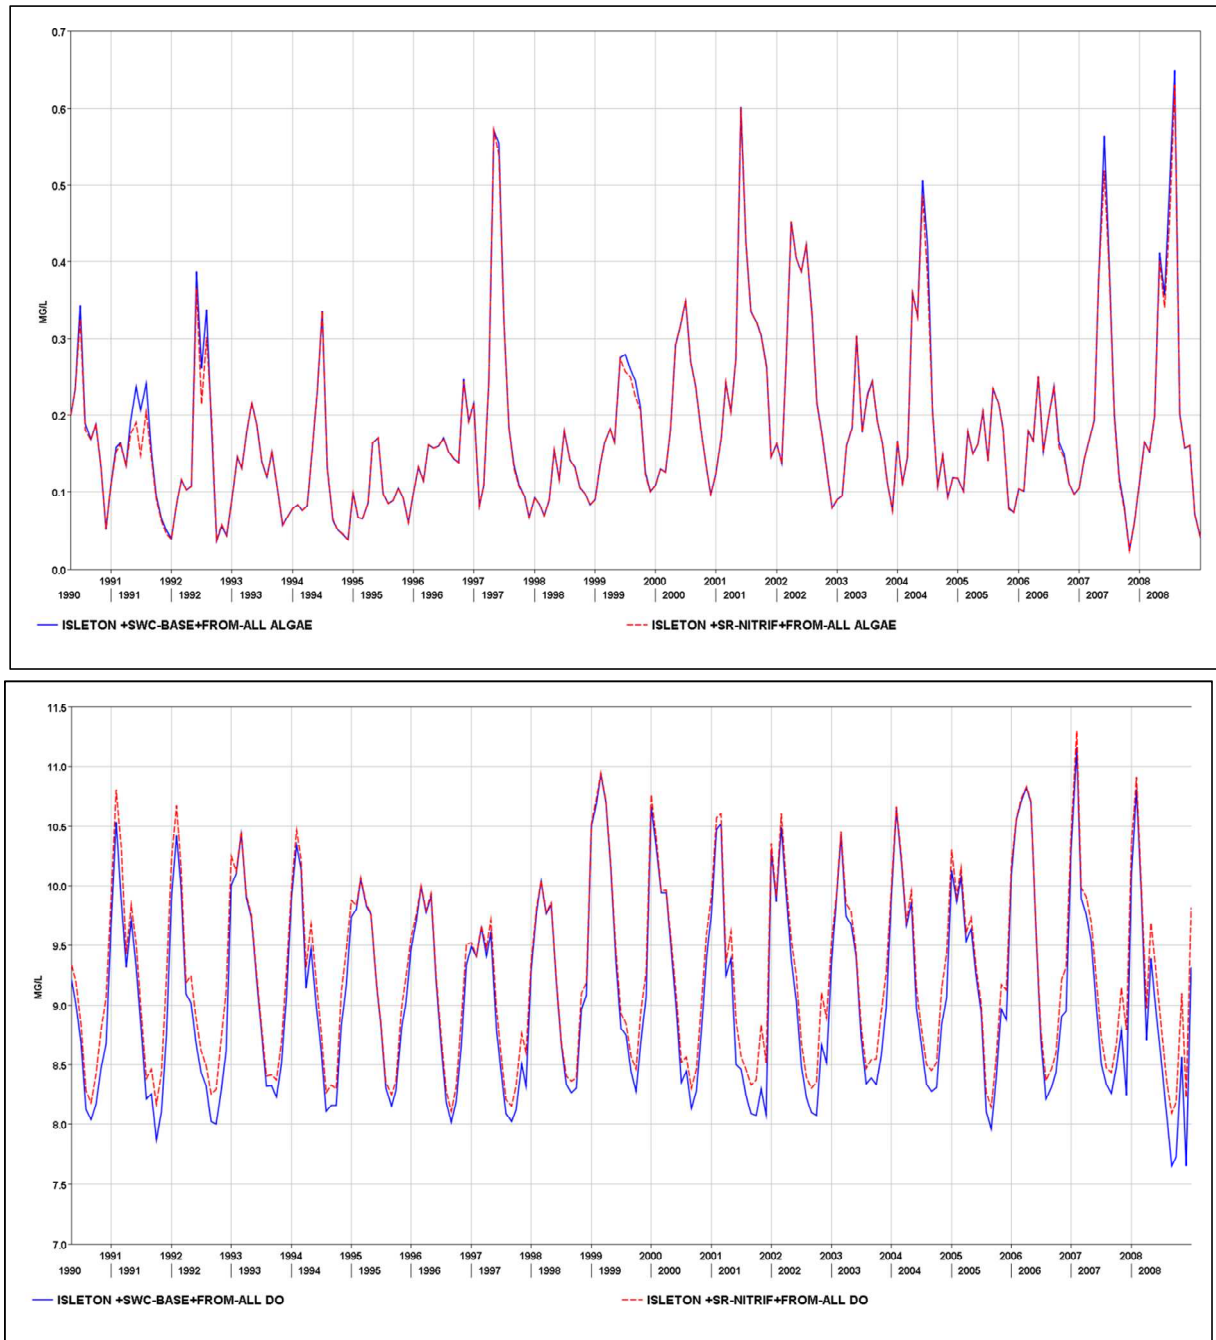 0.7
0.6
0.5
0.4
0.3
0.2
0.1
0.0
MG/L
1991 1992 1993 1994 1995 1996 1997 1998 1999 2000 2001 2002 2003 2004 2005 2006 2007 2008
1990 1991 1992 1993 1994 1995 1996 1997 1998 1999 2000 2001 2002 2003 2004 2005 2006 2007 2008
ISLETON +SWC-BASE+FROM-ALL ALGAE ISLETON +SR-NITRIF+FROM-ALL ALGAE
11.5
11.0
10.5
10.0
9.5
9.0
8.5
8.0
7.5
7.0
MG/L
1991 1992 1993 1994 1995 1996 1997 1998 1999 2000 2001 2002 2003 2004 2005 2006 2007 2008
1990 1991 1992 1993 1994 1995 1996 1997 1998 1999 2000 2001 2002 2003 2004 2005 2006 2007 2008
ISLETON +SWC-BASE+FROM-ALL DO ISLETON +SR-NITRIF+FROM-ALL DO